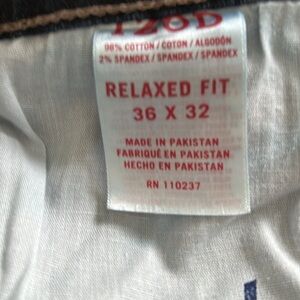 IZOD
98% COTTON / COTON / ALGODÓN
2% SPANDEX / SPANDEX / SPANDEX
RELAXED FIT
36 X 32
MADE IN PAKISTAN
FABRIQUÉ EN PAKISTAN
HECHO EN PAKISTAN
RN 110237